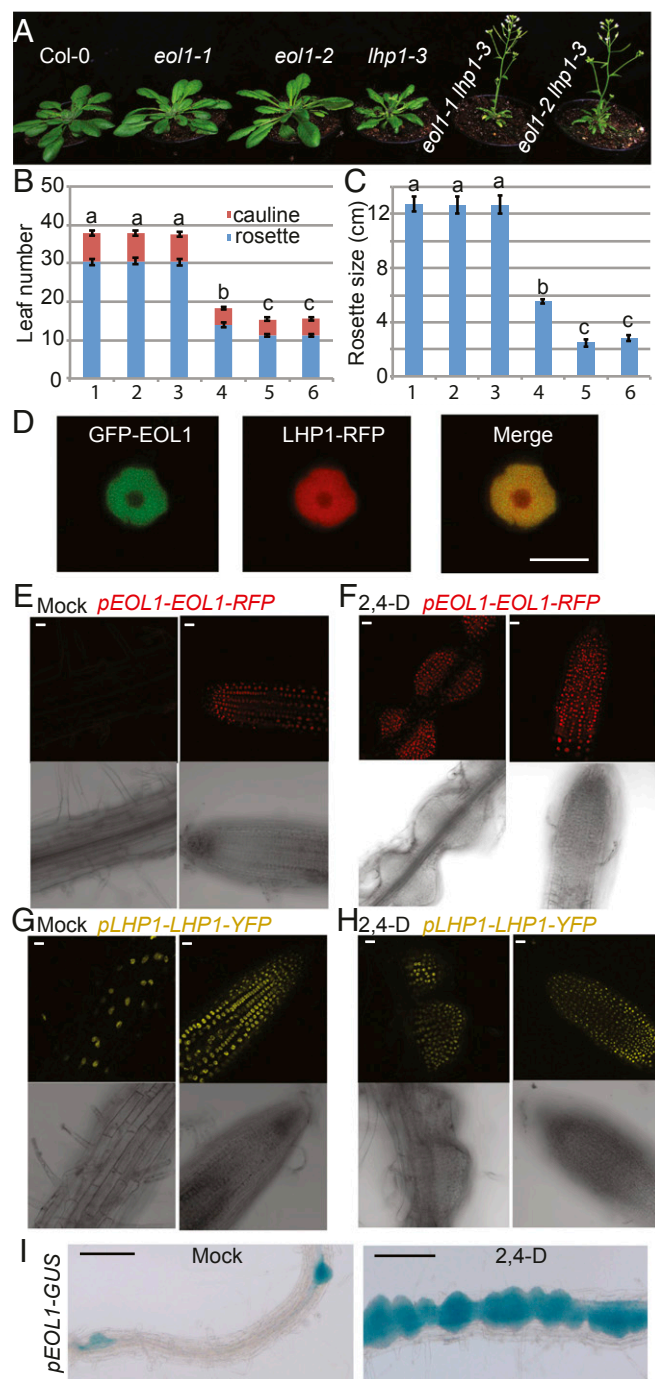 A
Col-0 eol1-1 eol1-2 lhp1-3 eol1-1 lhp1-3 eol1-2 lhp1-3
B
Leaf number
50
40
30
20
10
0
a a a b c c
cauline
rosette
1 2 3 4 5 6
C
Rosette size (cm)
12
8
4
0
a a a b c c
1 2 3 4 5 6
D
GFP-EOL1 LHP1-RFP Merge
E Mock pEOL1-EOL1-RFP
F 2,4-D pEOL1-EOL1-RFP
G Mock pLHP1-LHP1-YFP
H 2,4-D pLHP1-LHP1-YFP
I
pEOL1-GUS
Mock 2,4-D